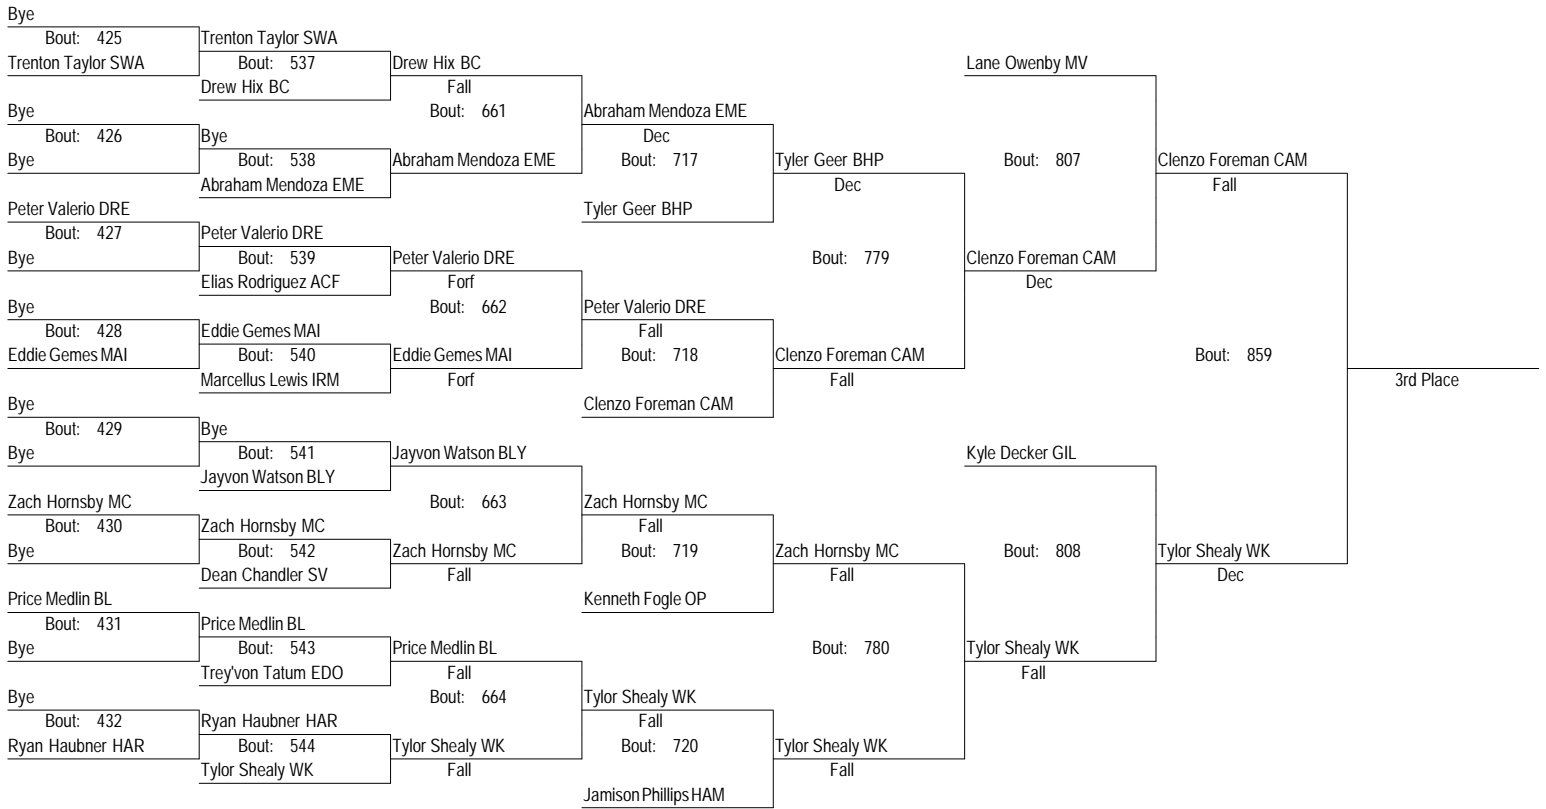 Bye
Bout: 425 Trenton Taylor SWA
Trenton Taylor SWA Bout: 537 Drew Hix BC Lane Owenby MV
Drew Hix BC Fall
Bye Bout: 661 Abraham Mendoza EME
Bout: 426 Bye Dec
Bye Bout: 538 Abraham Mendoza EME Bout: 717 Tyler Geer BHP Bout: 807 Clenzo Foreman CAM
Abraham Mendoza EME Dec Fall
Peter Valerio DRE Tyler Geer BHP
Bout: 427 Peter Valerio DRE
Bye Bout: 539 Peter Valerio DRE Bout: 779 Clenzo Foreman CAM
Elias Rodriguez ACF Forf Dec
Bye Bout: 662 Peter Valerio DRE
Bout: 428 Eddie Gemes MAI Fall
Eddie Gemes MAI Bout: 540 Eddie Gemes MAI Bout: 718 Clenzo Foreman CAM Bout: 859
Marcellus Lewis IRM Forf Fall 3rd Place
Bye Clenzo Foreman CAM
Bout: 429 Bye
Bye Bout: 541 Jayvon Watson BLY Kyle Decker GIL
Jayvon Watson BLY
Zach Hornsby MC Bout: 663 Zach Hornsby MC
Bout: 430 Zach Hornsby MC Fall
Bye Bout: 542 Zach Hornsby MC Bout: 719 Zach Hornsby MC Bout: 808 Tylor Shealy WK
Dean Chandler SV Fall Fall Dec
Price Medlin BL Kenneth Fogle OP
Bout: 431 Price Medlin BL
Bye Bout: 543 Price Medlin BL Bout: 780 Tylor Shealy WK
Trey'von Tatum EDO Fall Fall
Bye Bout: 664 Tylor Shealy WK
Bout: 432 Ryan Haubner HAR Fall
Ryan Haubner HAR Bout: 544 Tylor Shealy WK Bout: 720 Tylor Shealy WK
Tylor Shealy WK Fall Fall
Jamison Phillips HAM